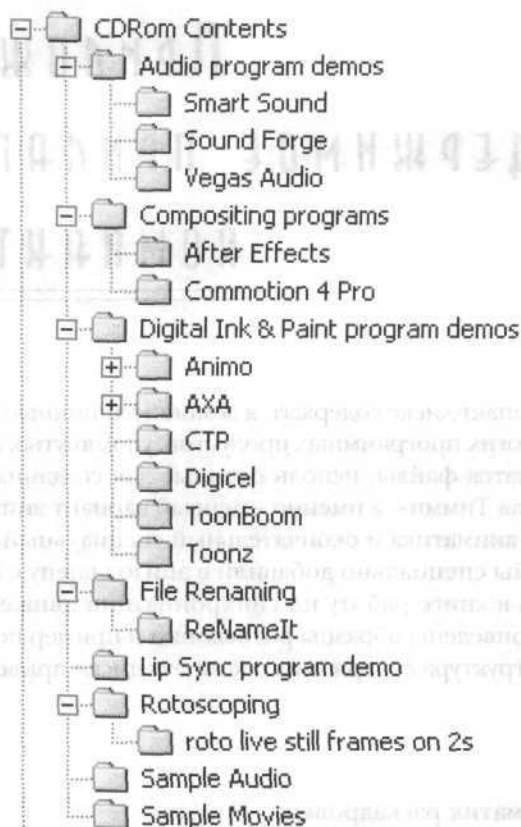 CDRom Contents
Audio program demos
Smart Sound
Sound Forge
Vegas Audio
Compositing programs
After Effects
Commotion 4 Pro
Digital Ink & Paint program demos
Animo
AXA
CTP
Digicel
ToonBoom
Toonz
File Renaming
ReNameIt
Lip Sync program demo
Rotoscoping
roto live still frames on 2s
Sample Audio
Sample Movies